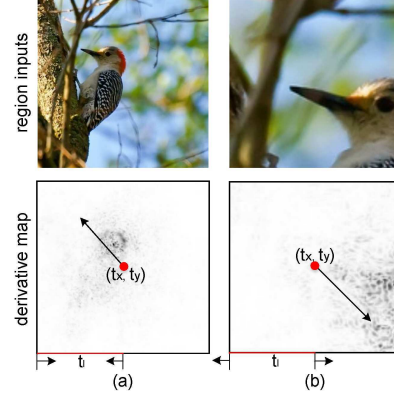 region inputs
derivative map
(tx, ty)
(tx, ty)
tl
tl
(a)
(b)